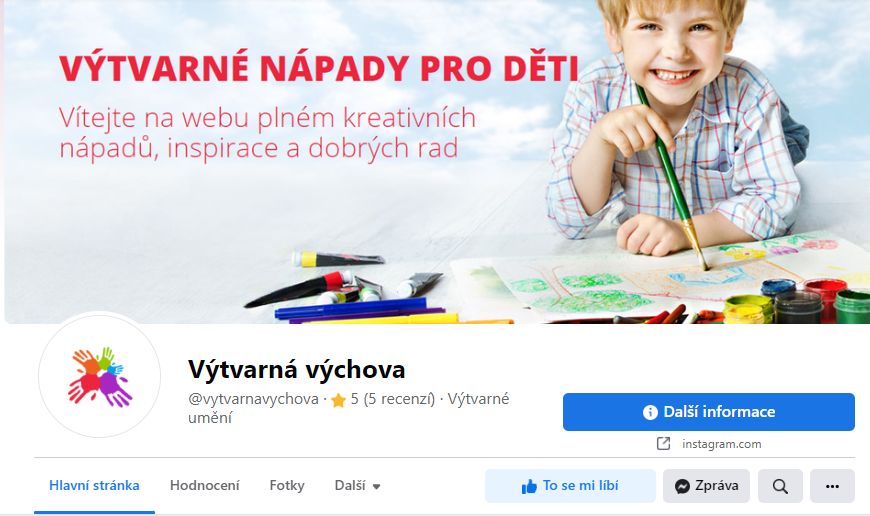 VÝTVARNÉ NÁPADY PRO DĚTI
Vítejte na webu plném kreativních
nápadů, inspirace a dobrých rad
Výtvarná výchova
@vytvarnavychova · 5 (5 recenzí) · Výtvarné
umění
Další informace
instagram.com
Hlavní stránka Hodnocení Fotky Další To se mi líbí Zpráva